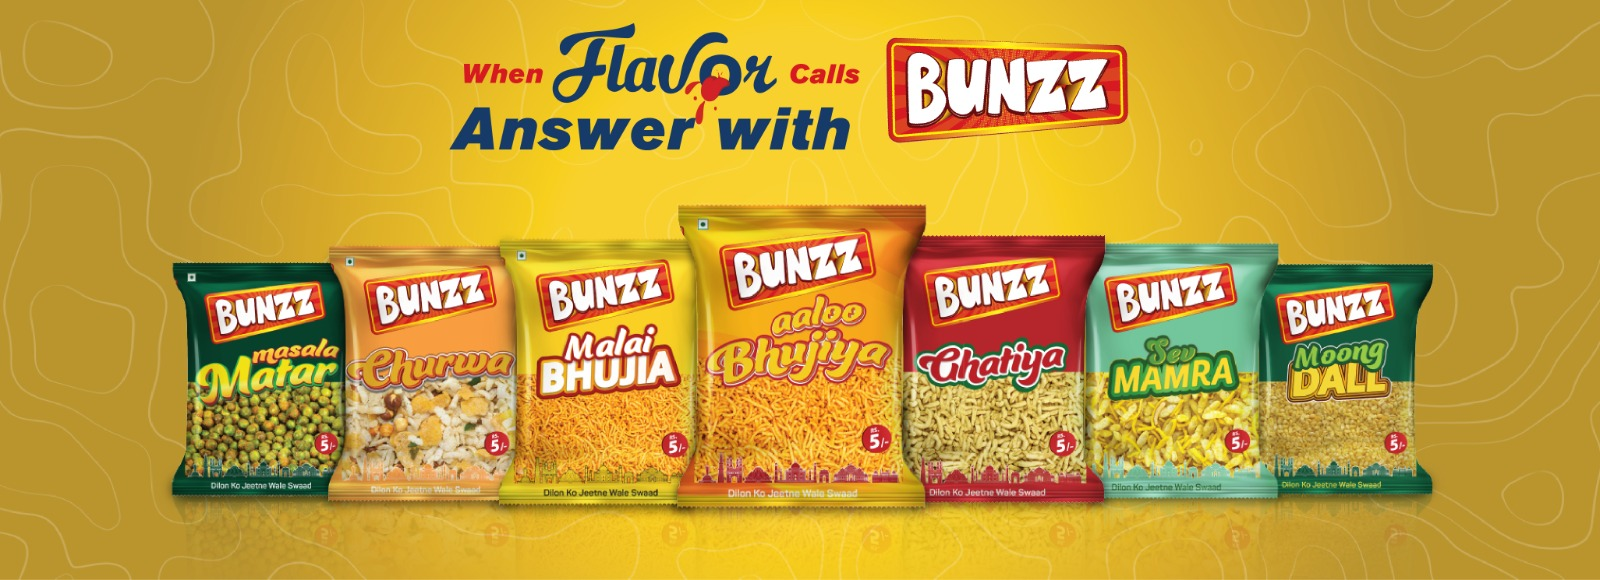 When Flavor Calls
Answer with
BUNZZ
BUNZZ
masala
Matar
RS.
5/-
Dilon Ko Jeetne Wale Swaad
BUNZZ
Churwa
RS.
5/-
Dilon Ko Jeetne Wale Swaad
BUNZZ
Malai
BHUJIA
RS.
5/-
Dilon Ko Jeetne Wale Swaad
BUNZZ
aaloo
Bhujiya
RS.
5/-
Dilon Ko Jeetne Wale Swaad
BUNZZ
Ghatiya
RS.
5/-
Dilon Ko Jeetne Wale Swaad
BUNZZ
Sev
MAMRA
RS.
5/-
Dilon Ko Jeetne Wale Swaad
BUNZZ
Moong
DALL
RS.
5/-
Dilon Ko Jeetne Wale Swaad